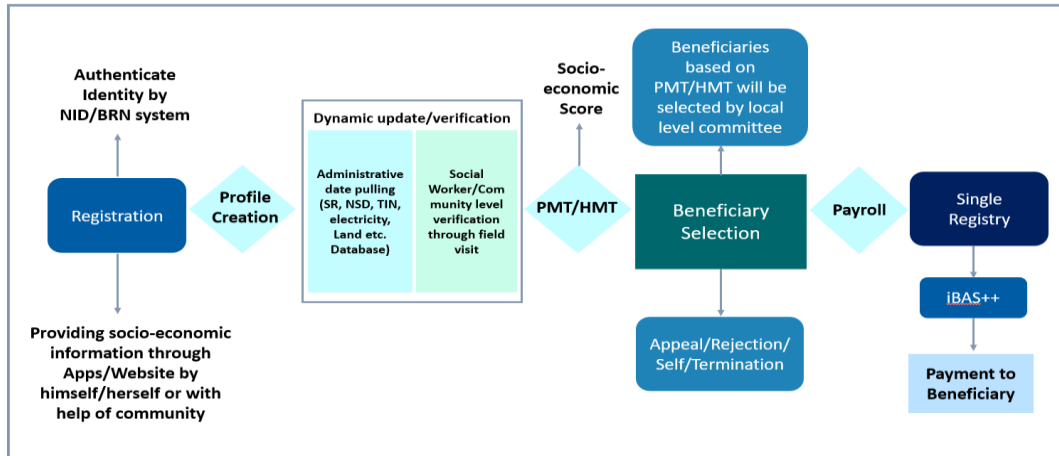 Authenticate
Identity by
NID/BRN system
Registration
Providing socio-economic
information through
Apps/Website by
himself/herself or with
help of community
Profile
Creation
Dynamic update/verification
Administrative
date pulling
(SR, NSD, TIN,
electricity,
Land etc.
Database)
Social
Worker/Com
munity level
verification
through field
visit
Socio-
economic
Score
PMT/HMT
Beneficiaries
based on
PMT/HMT will be
selected by local
level committee
Beneficiary
Selection
Appeal/Rejection/
Self/Termination
Payroll
Single
Registry
iBAS++
Payment to
Beneficiary